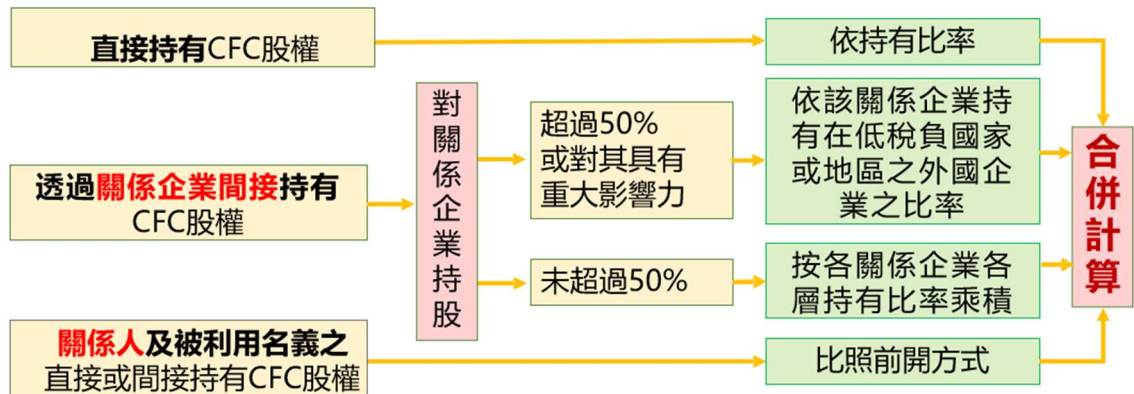 直接持有CFC股權
依持有比率
透過關係企業間接持有
CFC股權
對關係企業持股
超過50%
或對其具有
重大影響力
依該關係企業持
有在低稅負國家
或地區之外國企
業之比率
未超過50%
按各關係企業各
層持有比率乘積
關係人及被利用名義之
直接或間接持有CFC股權
比照前開方式
合併計算